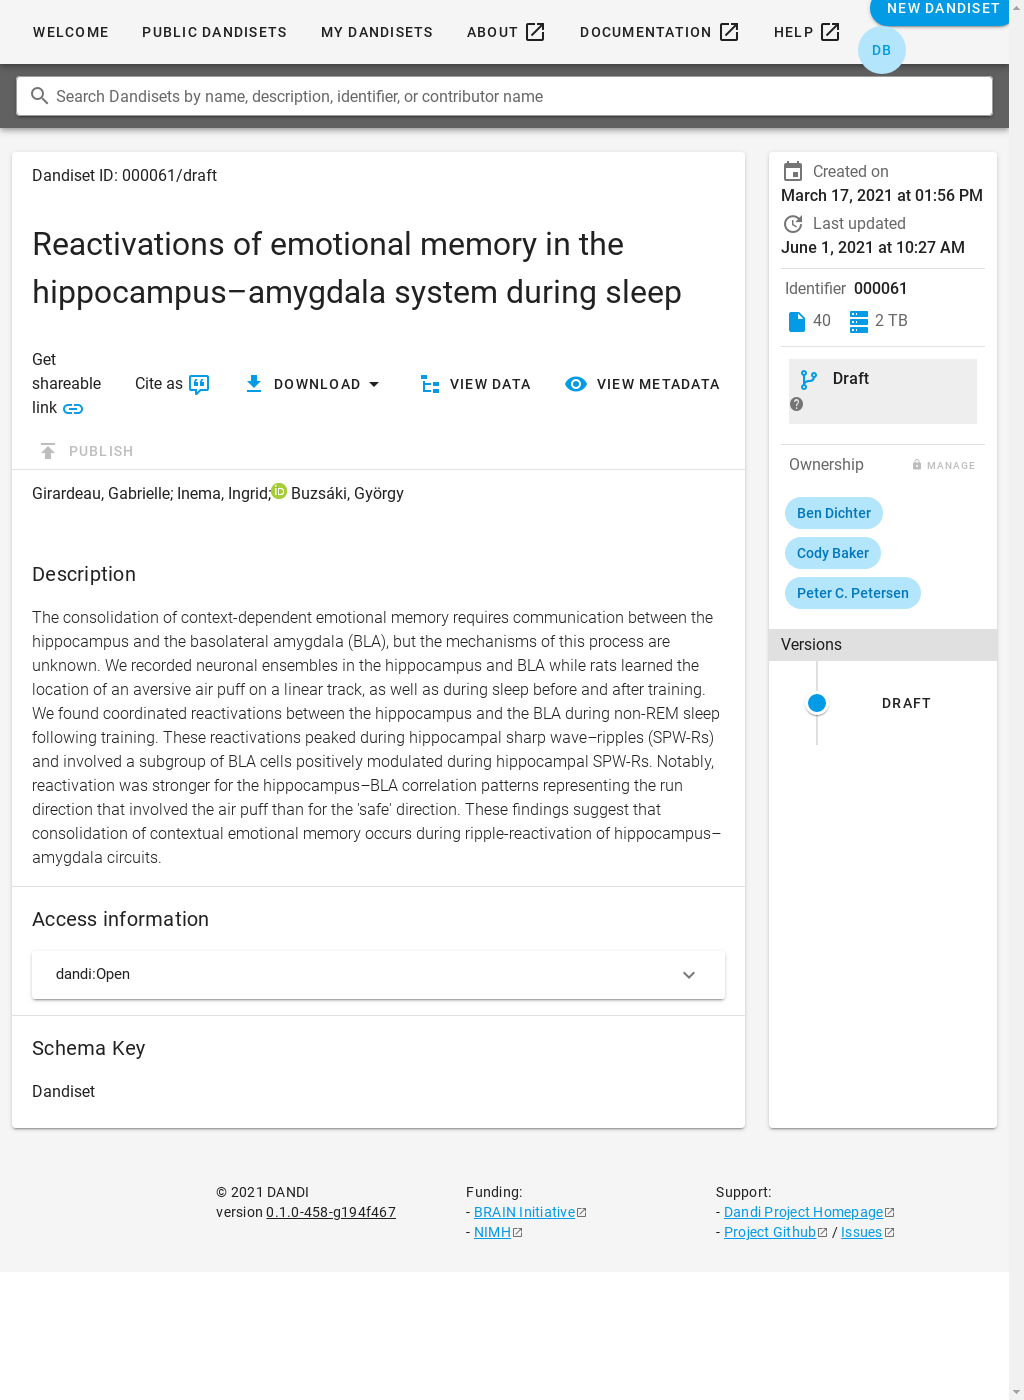 WELCOME
PUBLIC DANDISETS
MY DANDISETS
ABOUT
DOCUMENTATION
HELP
NEW DANDISET
DB
Search Dandisets by name, description, identifier, or contributor name
Dandiset ID: 000061/draft
Reactivations of emotional memory in the
hippocampus–amygdala system during sleep
Get
shareable
link
Cite as
DOWNLOAD
VIEW DATA
VIEW METADATA
PUBLISH
Girardeau, Gabrielle; Inema, Ingrid; iD Buzsáki, György
Description
The consolidation of context-dependent emotional memory requires communication between the
hippocampus and the basolateral amygdala (BLA), but the mechanisms of this process are
unknown. We recorded neuronal ensembles in the hippocampus and BLA while rats learned the
location of an aversive air puff on a linear track, as well as during sleep before and after training.
We found coordinated reactivations between the hippocampus and the BLA during non-REM sleep
following training. These reactivations peaked during hippocampal sharp wave–ripples (SPW-Rs)
and involved a subgroup of BLA cells positively modulated during hippocampal SPW-Rs. Notably,
reactivation was stronger for the hippocampus–BLA correlation patterns representing the run
direction that involved the air puff than for the 'safe' direction. These findings suggest that
consolidation of contextual emotional memory occurs during ripple-reactivation of hippocampus–
amygdala circuits.
Access information
dandi:Open
Schema Key
Dandiset
Created on
March 17, 2021 at 01:56 PM
Last updated
June 1, 2021 at 10:27 AM
Identifier 000061
40
2 TB
Draft
Ownership
MANAGE
Ben Dichter
Cody Baker
Peter C. Petersen
Versions
DRAFT
© 2021 DANDI
version 0.1.0-458-g194f467
Funding:
- BRAIN Initiative
- NIMH
Support:
- Dandi Project Homepage
- Project Github / Issues